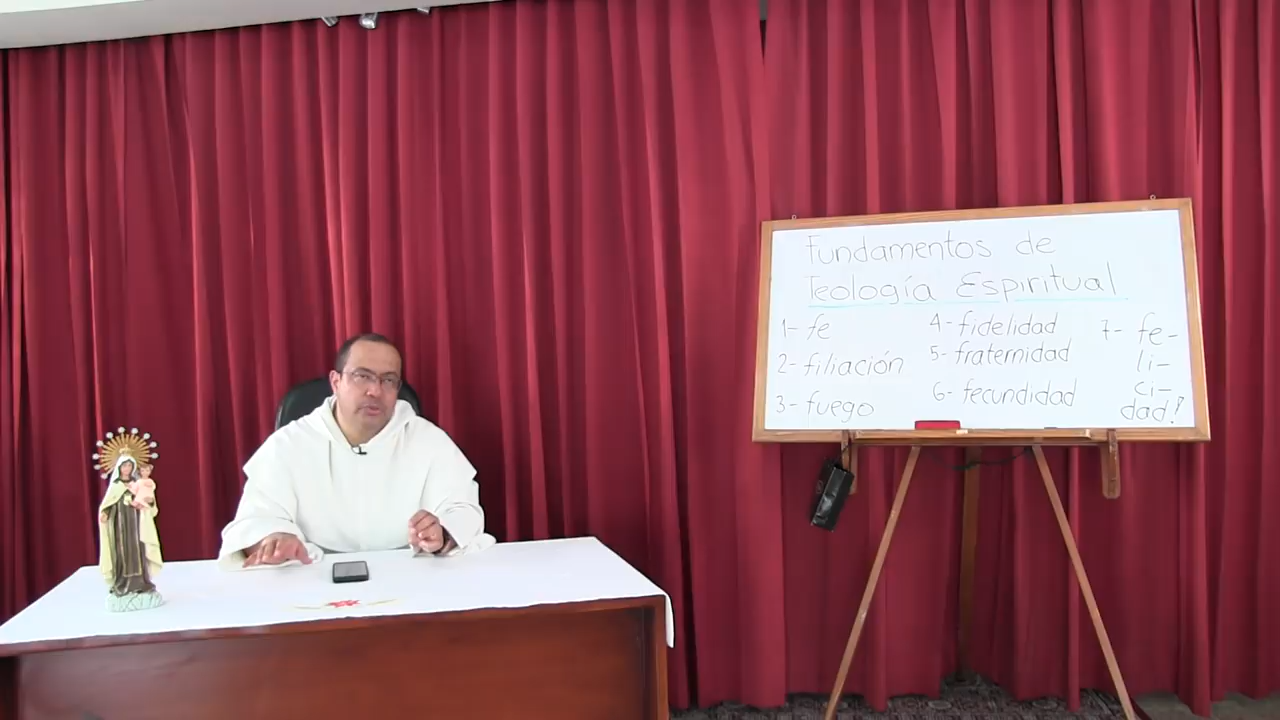 Fundamentos de
Teología Espiritual
1- fe
2- filiación
3- fuego
4- fidelidad
5- fraternidad
6- fecundidad
7- fe-
li-
ci-
dad!